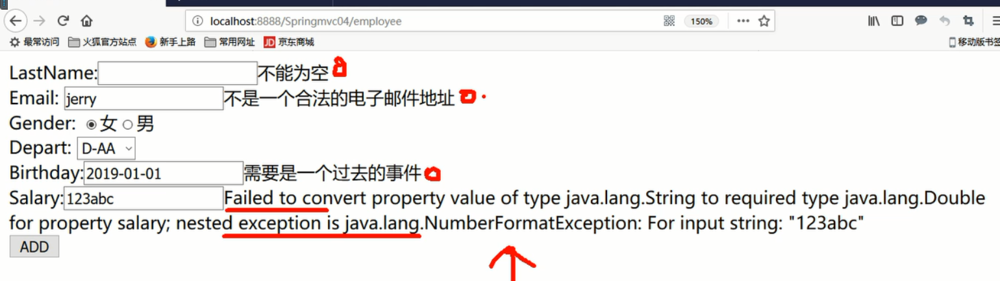 localhost:8888/Springmvc04/employee
150%
最常访问 火狐官方站点 新手上路 常用网址 JD 京东商城 移动版书签
LastName: 不能为空
Email: jerry 不是一个合法的电子邮件地址
Gender: 女 男
Depart: D-AA
Birthday: 2019-01-01 需要是一个过去的事件
Salary: 123abc Failed to convert property value of type java.lang.String to required type java.lang.Double
for property salary; nested exception is java.lang.NumberFormatException: For input string: "123abc"
ADD